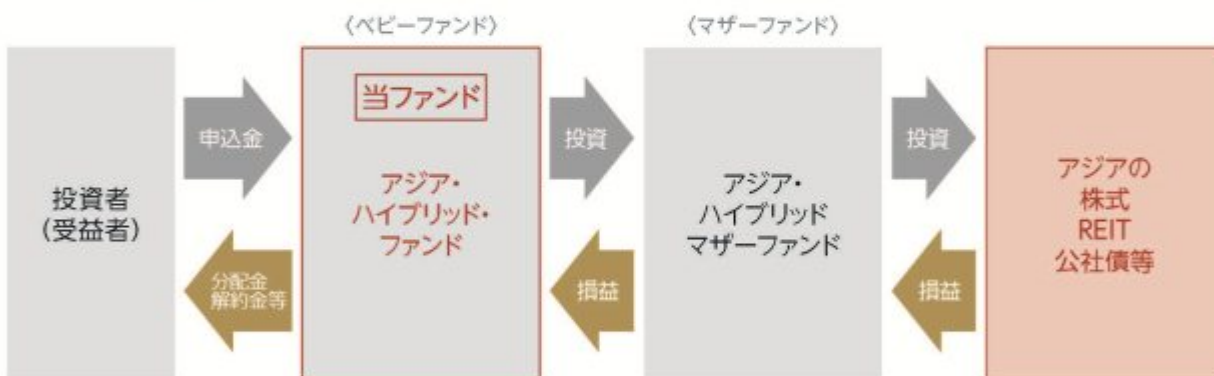 〈ベビーファンド〉
〈マザーファンド〉
投資者
(受益者)
申込金
分配金
解約金等
当ファンド
アジア・
ハイブリッド・
ファンド
投資
損益
アジア・
ハイブリッド
マザーファンド
投資
損益
アジアの
株式
REIT
公社債等